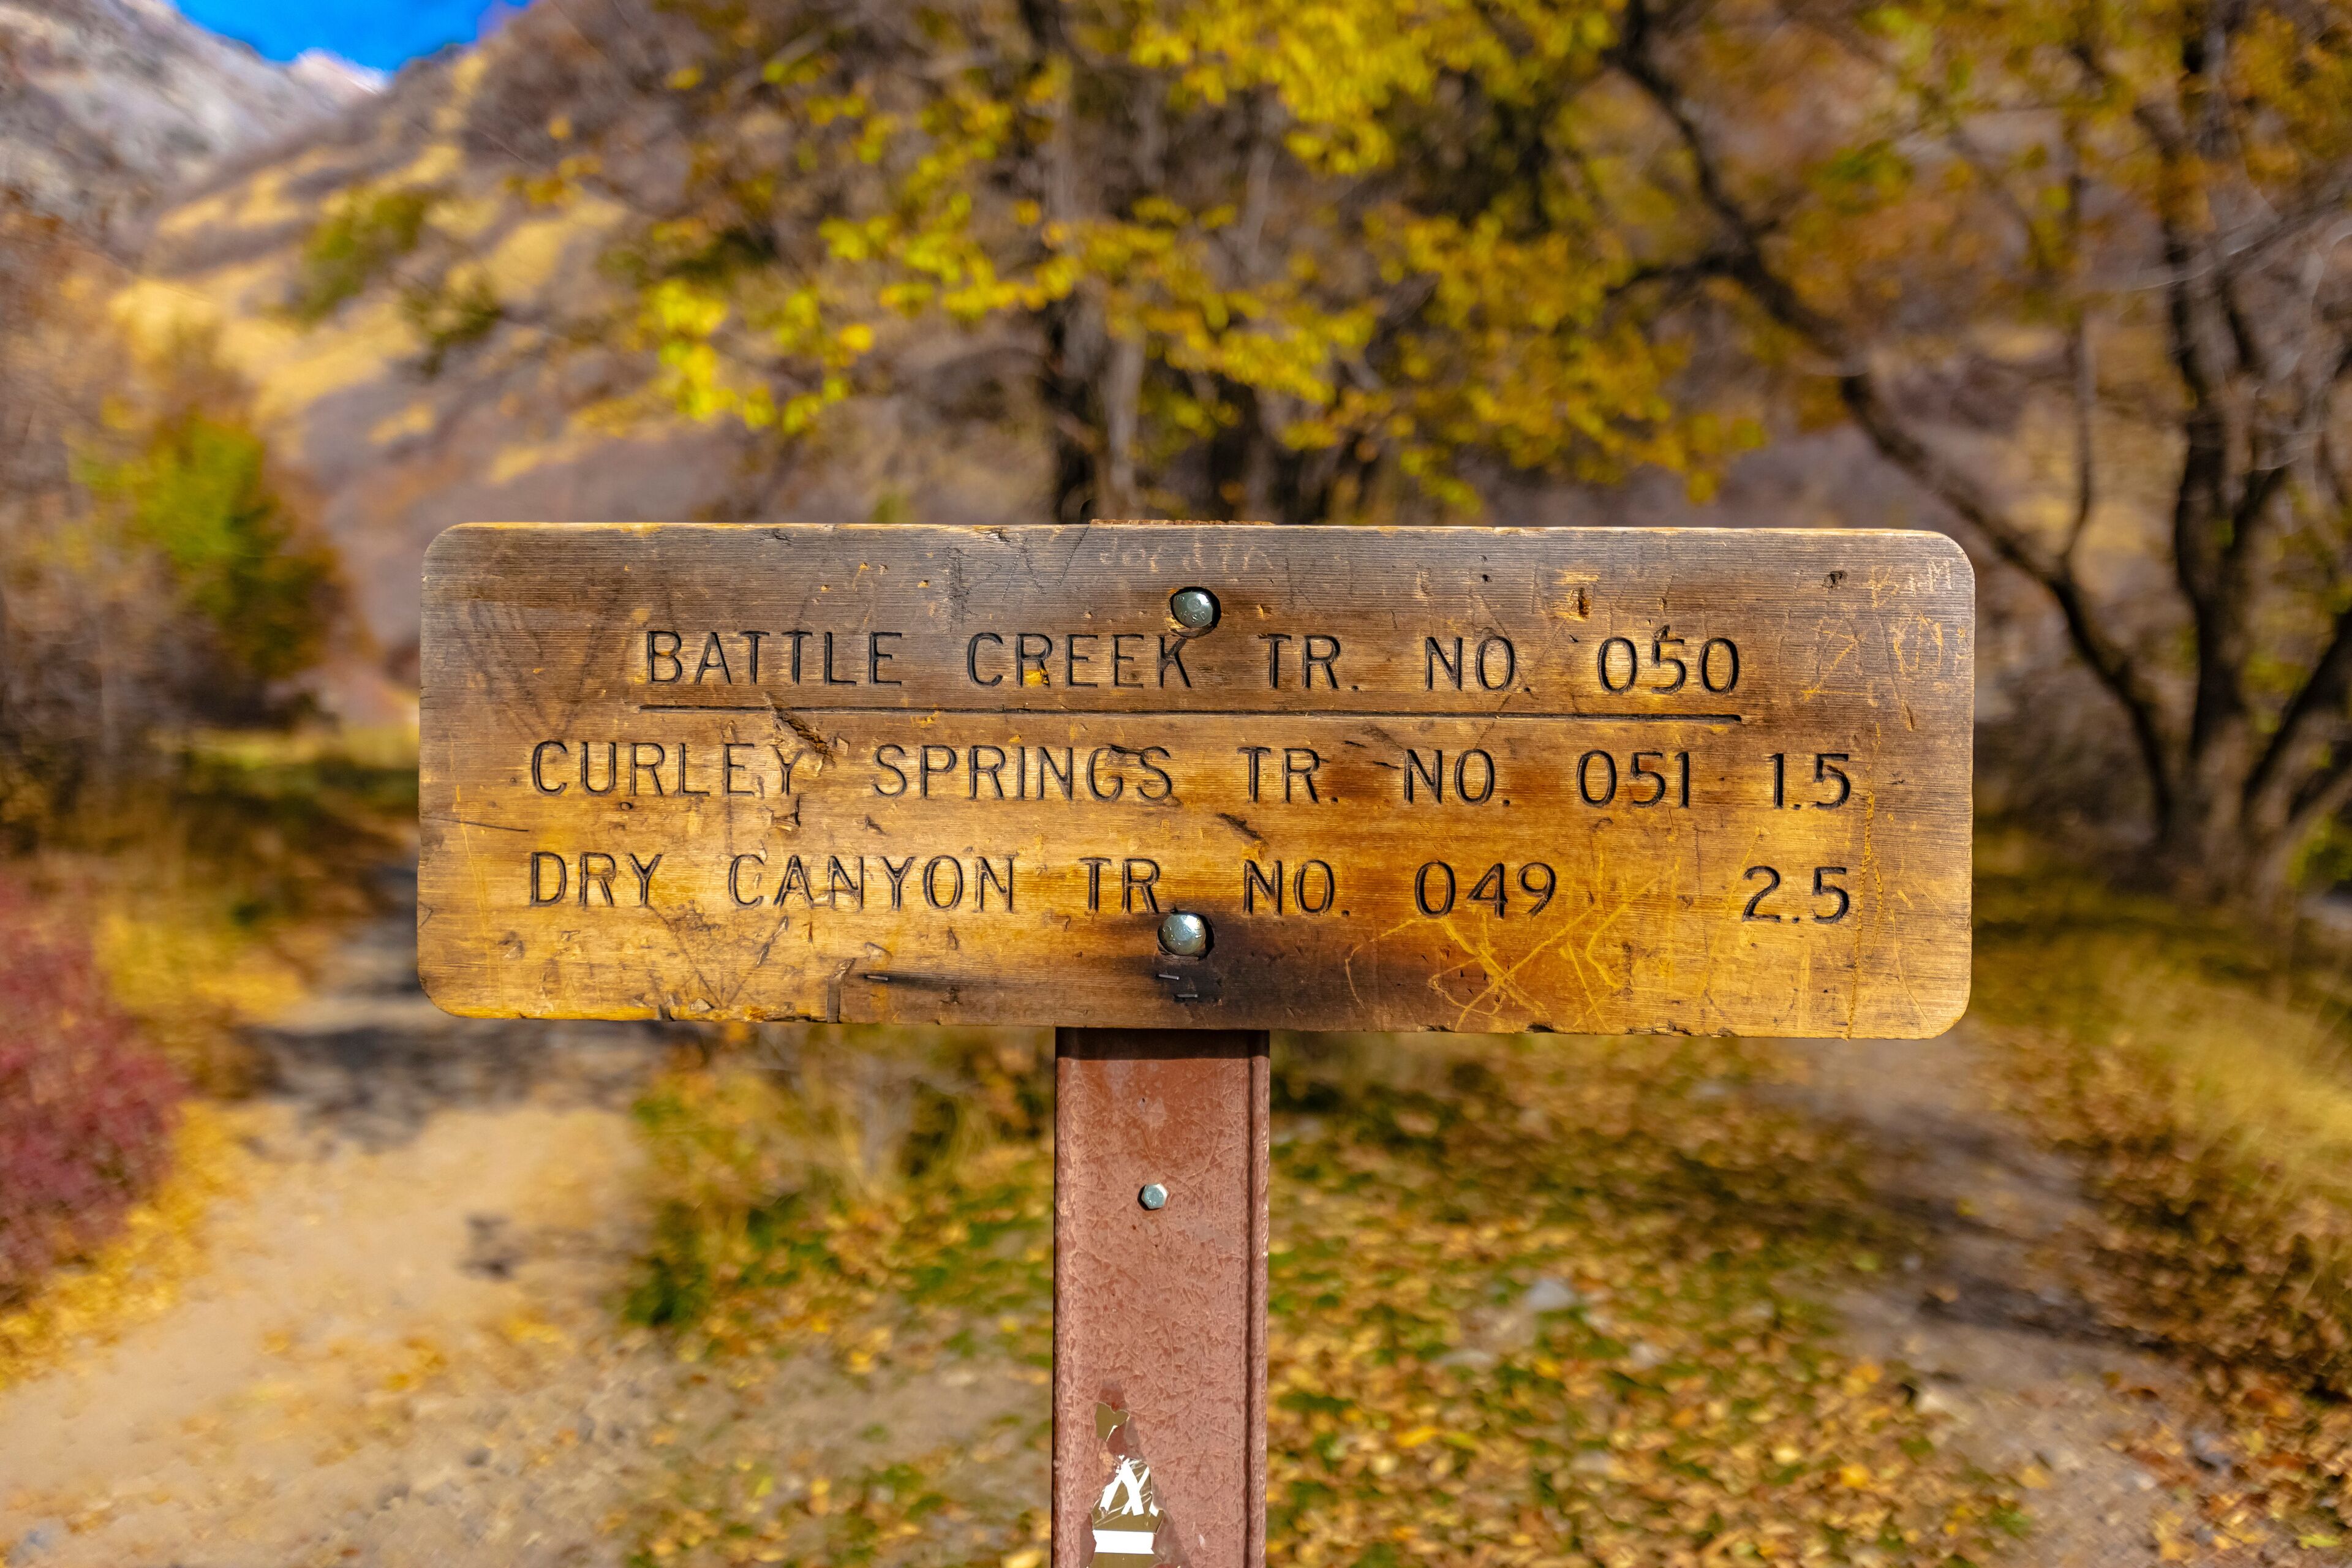 BATTLE CREEK TR. NO. 050
CURLEY SPRINGS TR. NO. 051 1.5
DRY CANYON TR. NO. 049 2.5